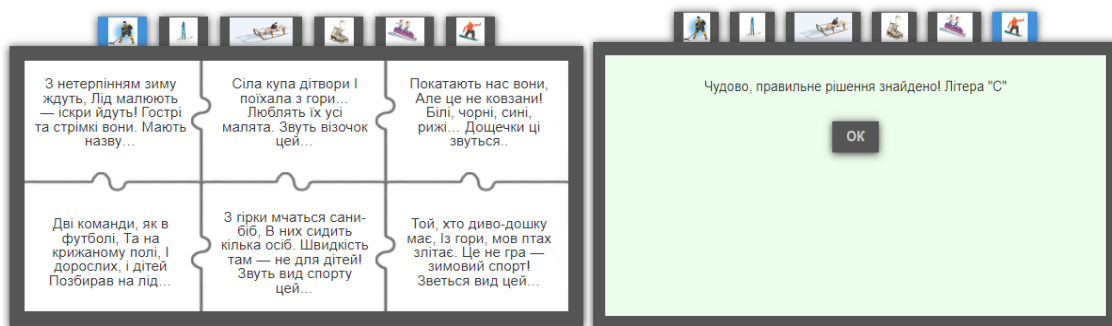 З нетерпінням зиму
ждуть, Лід малюють
— іскри йдуть! Гострі
та стрімкі вони. Мають
назву…
Сіла купа дітвори І
поїхала з гори…
Люблять їх усі
малята. Звуть візочок
цей…
Покатають нас вони,
Але це не ковзани!
Білі, чорні, сині,
рижі… Дощечки ці
звуться..
Дві команди, як в
футболі, Та на
крижаному полі, І
дорослих, і дітей
Позбирав на лід…
З гірки мчаться сани-
біб, В них сидить
кілька осіб. Швидкість
там — не для дітей!
Звуть вид спорту
цей…
Той, хто диво-дошку
має, Із гори, мов птах
злітає. Це не гра —
зимовий спорт!
Зветься вид цей…
Чудово, правильне рішення знайдено! Літера "С"
ОК